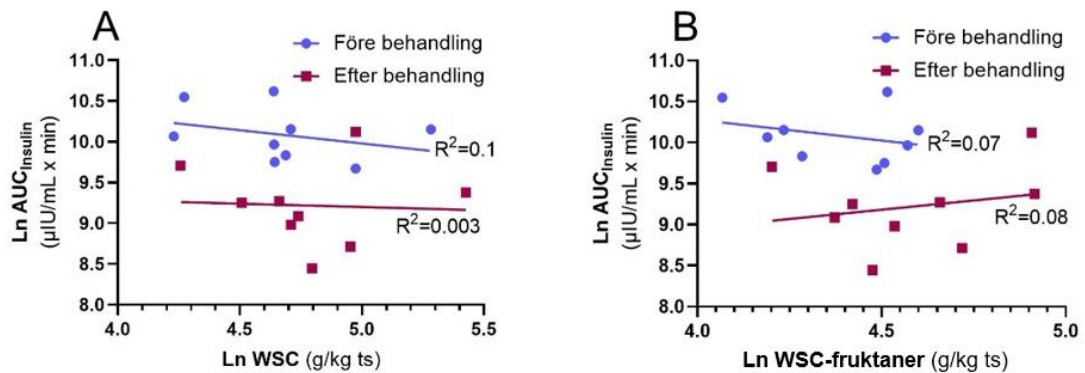 A
Före behandling
Efter behandling
11.0
10.5
10.0
9.5
9.0
8.5
8.0
Ln AUC Insulin
(µIU/mL x min)
R²=0.1
R²=0.003
4.0 4.5 5.0 5.5
Ln WSC (g/kg ts)
B
Före behandling
Efter behandling
11.0
10.5
10.0
9.5
9.0
8.5
8.0
Ln AUC Insulin
(µIU/mL x min)
R²=0.07
R²=0.08
4.0 4.5 5.0
Ln WSC-fruktaner (g/kg ts)